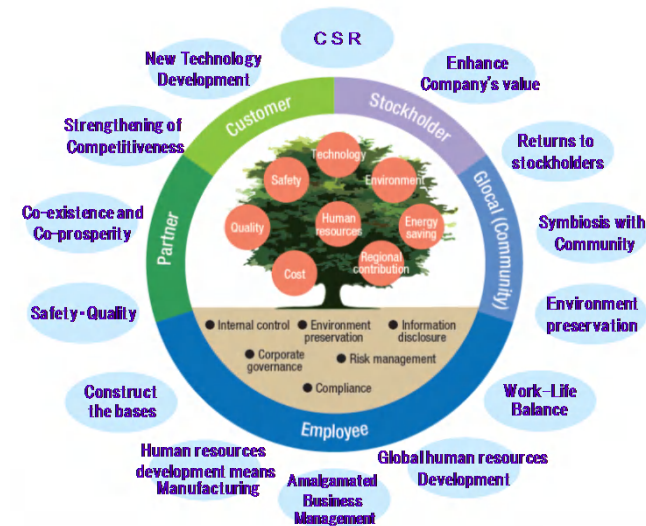 CSR
New Technology
Development
Enhance
Company's value
Strengthening of
Competitiveness
Returns to
stockholders
Co-existence and
Co-prosperity
Symbiosis with
Community
Safety・Quality
Environment
preservation
Construct
the bases
Work-Life
Balance
Human resources
development means
Manufacturing
Global human resources
Development
Amalgamated
Business
Management
Customer
Stockholder
Partner
Glocal (Community)
Employee
Technology
Safety
Environment
Quality
Human
resources
Energy
saving
Cost
Regional
contribution
● Internal control
● Environment
preservation
● Information
disclosure
● Corporate
governance
● Risk management
● Compliance